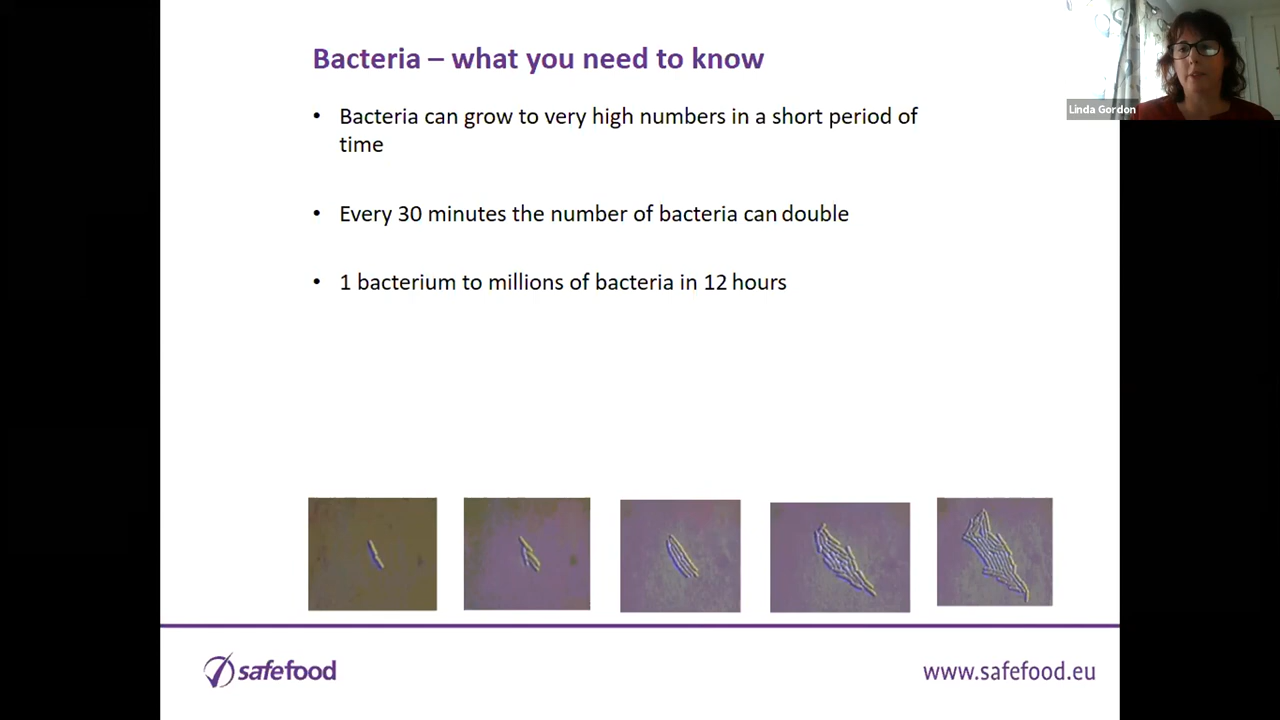 Bacteria – what you need to know
Linda Gordon
• Bacteria can grow to very high numbers in a short period of
time
• Every 30 minutes the number of bacteria can double
• 1 bacterium to millions of bacteria in 12 hours
safefood
www.safefood.eu